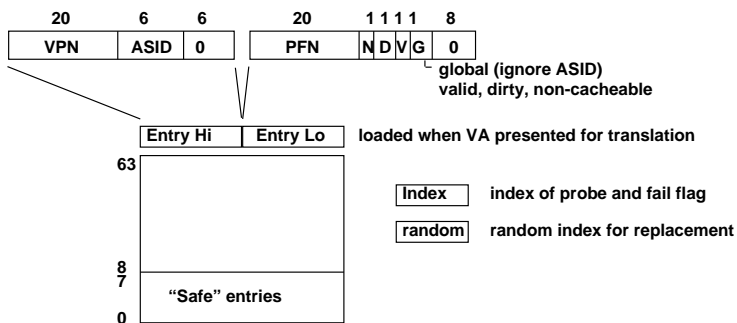 20 6 6 20 1 1 1 1 8
VPN ASID 0 PFN N D V G 0
global (ignore ASID)
valid, dirty, non-cacheable
Entry Hi Entry Lo loaded when VA presented for translation
63
Index index of probe and fail flag
random random index for replacement
8
7
“Safe” entries
0